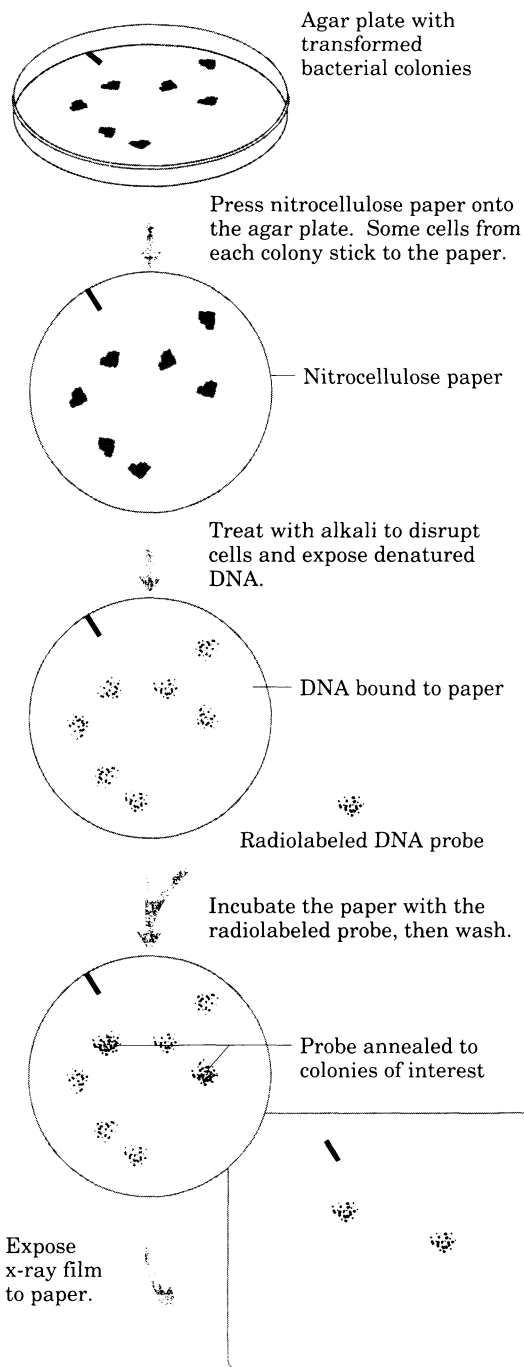 Agar plate with
transformed
bacterial colonies
Press nitrocellulose paper onto
the agar plate. Some cells from
each colony stick to the paper.
Nitrocellulose paper
Treat with alkali to disrupt
cells and expose denatured
DNA.
DNA bound to paper
Radiolabeled DNA probe
Incubate the paper with the
radiolabeled probe, then wash.
Probe annealed to
colonies of interest
Expose
x-ray film
to paper.